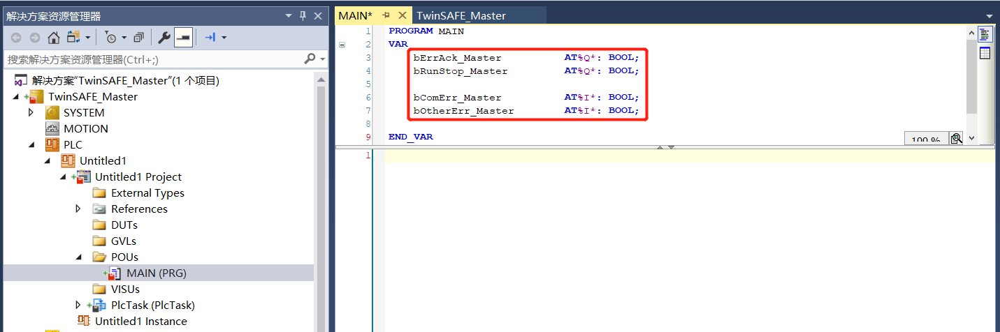 解决方案资源管理器
搜索解决方案资源管理器(Ctrl+;)
解决方案"TwinSAFE_Master"(1 个项目)
TwinSAFE_Master
SYSTEM
MOTION
PLC
Untitled1
Untitled1 Project
External Types
References
DUTs
GVLs
POUs
MAIN (PRG)
VISUs
PlcTask (PlcTask)
Untitled1 Instance
MAIN* TwinSAFE_Master
1 PROGRAM MAIN
2 VAR
3 bErrAck_Master AT%Q*: BOOL;
4 bRunStop_Master AT%Q*: BOOL;
5
6 bComErr_Master AT%I*: BOOL;
7 bOtherErr_Master AT%I*: BOOL;
8
9 END_VAR
100 %
1